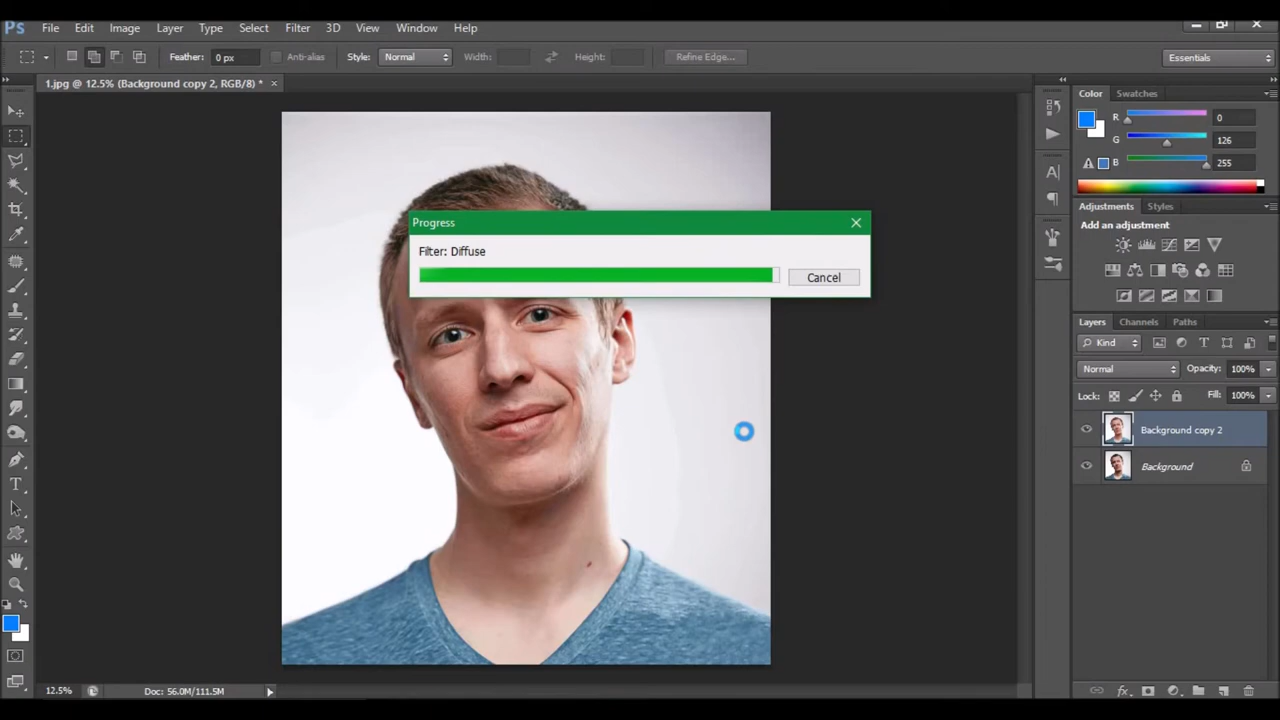 Ps File Edit Image Layer Type Select Filter 3D View Window Help
Feather: 0 px Anti-alias Style: Normal Width: Height: Refine Edge... Essentials
1.jpg @ 12.5% (Background copy 2, RGB/8) *
Color Swatches
R 0
G 126
B 255
Adjustments Styles
Add an adjustment
Progress
Filter: Diffuse
Cancel
Layers Channels Paths
Kind
Normal Opacity: 100%
Lock: Fill: 100%
Background copy 2
Background
12.5% Doc: 56.0M/111.5M